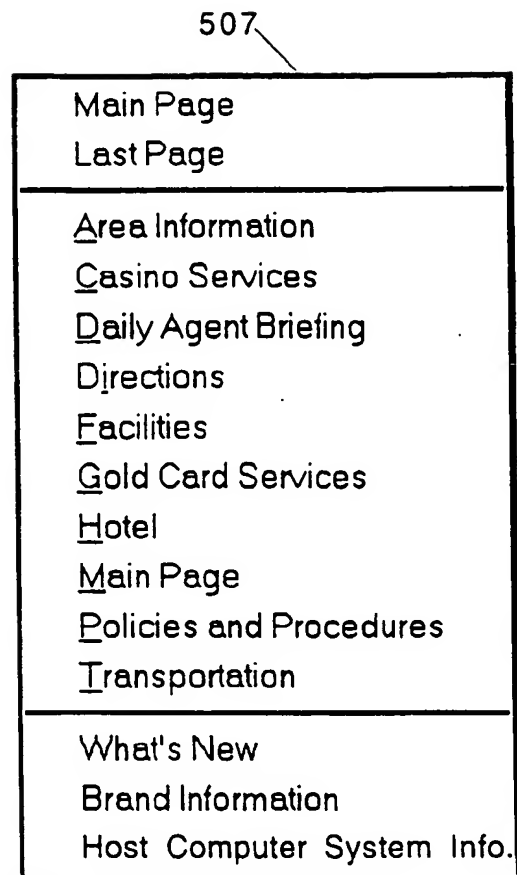 507
Main Page
Last Page
Area Information
Casino Services
Daily Agent Briefing
Directions
Facilities
Gold Card Services
Hotel
Main Page
Policies and Procedures
Transportation
What's New
Brand Information
Host Computer System Info.